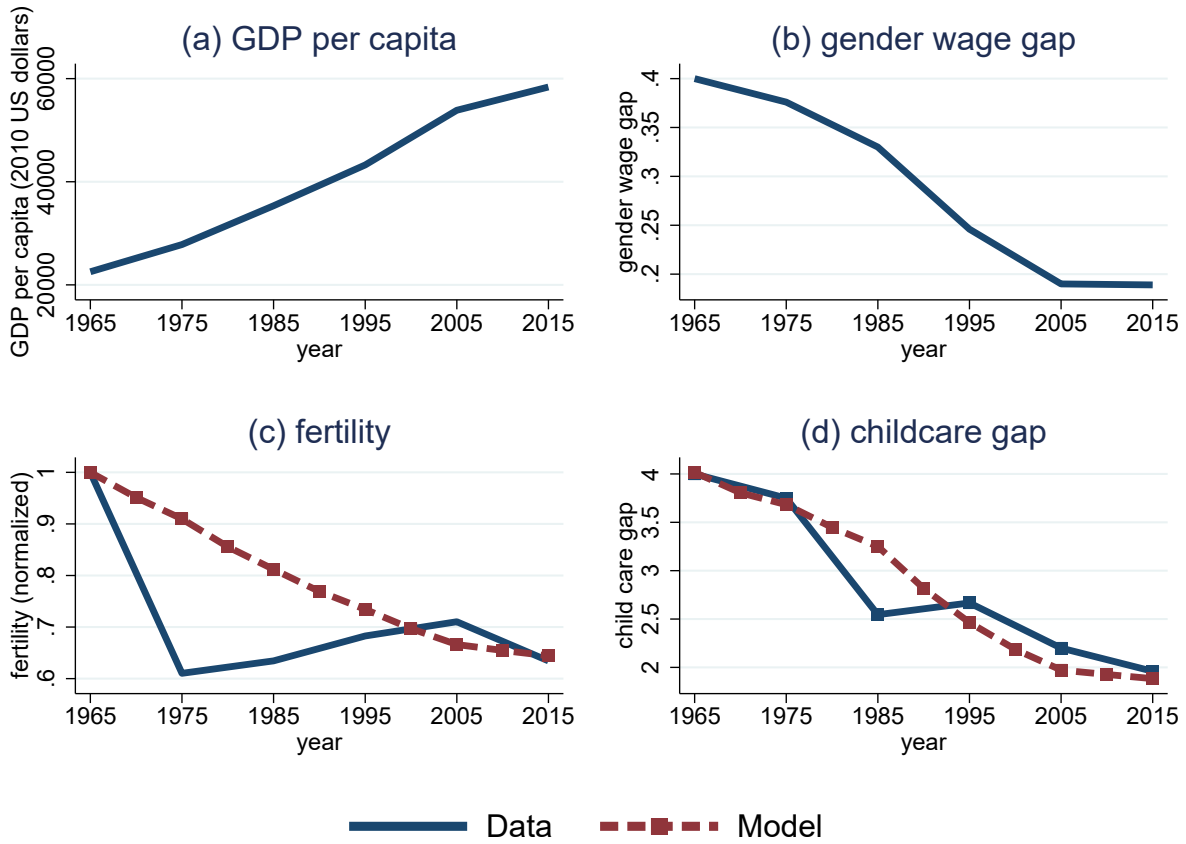 (a) GDP per capita
GDP per capita (2010 US dollars)
60000
40000
20000
1965 1975 1985 1995 2005 2015
year
(b) gender wage gap
gender wage gap
.4
.35
.3
.25
.2
1965 1975 1985 1995 2005 2015
year
(c) fertility
fertility (normalized)
1
.9
.8
.7
.6
1965 1975 1985 1995 2005 2015
year
(d) childcare gap
child care gap
4
3.5
3
2.5
2
1965 1975 1985 1995 2005 2015
year
Data Model